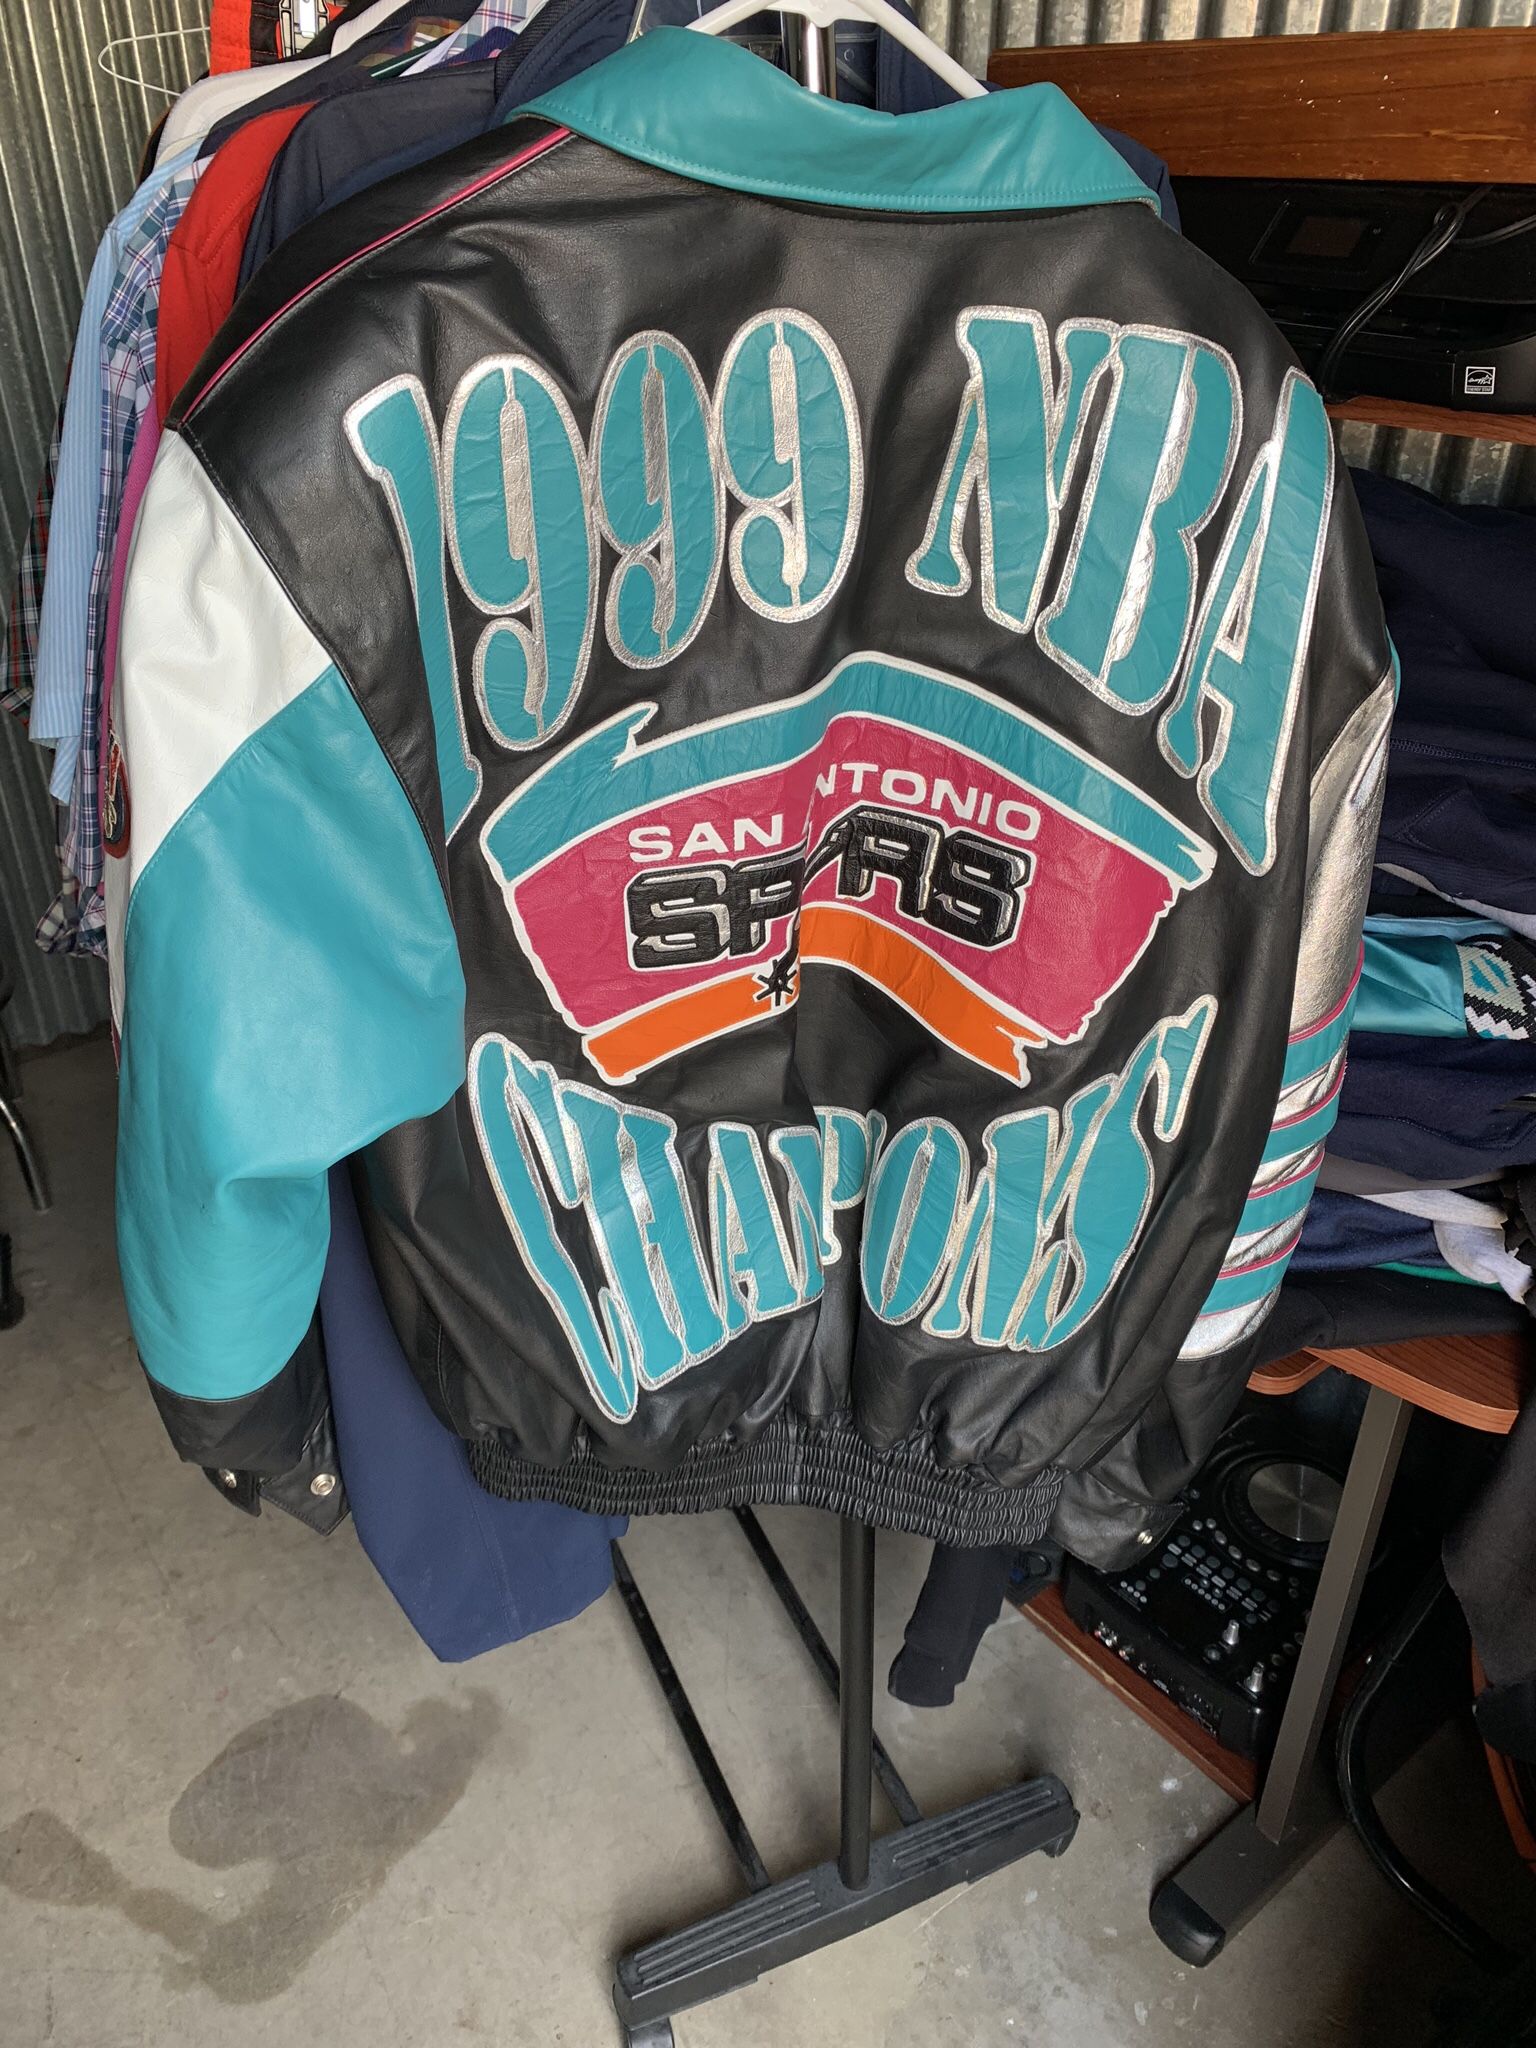 1999 NBA
SAN ANTONIO
SPURS
CHAMPIONS